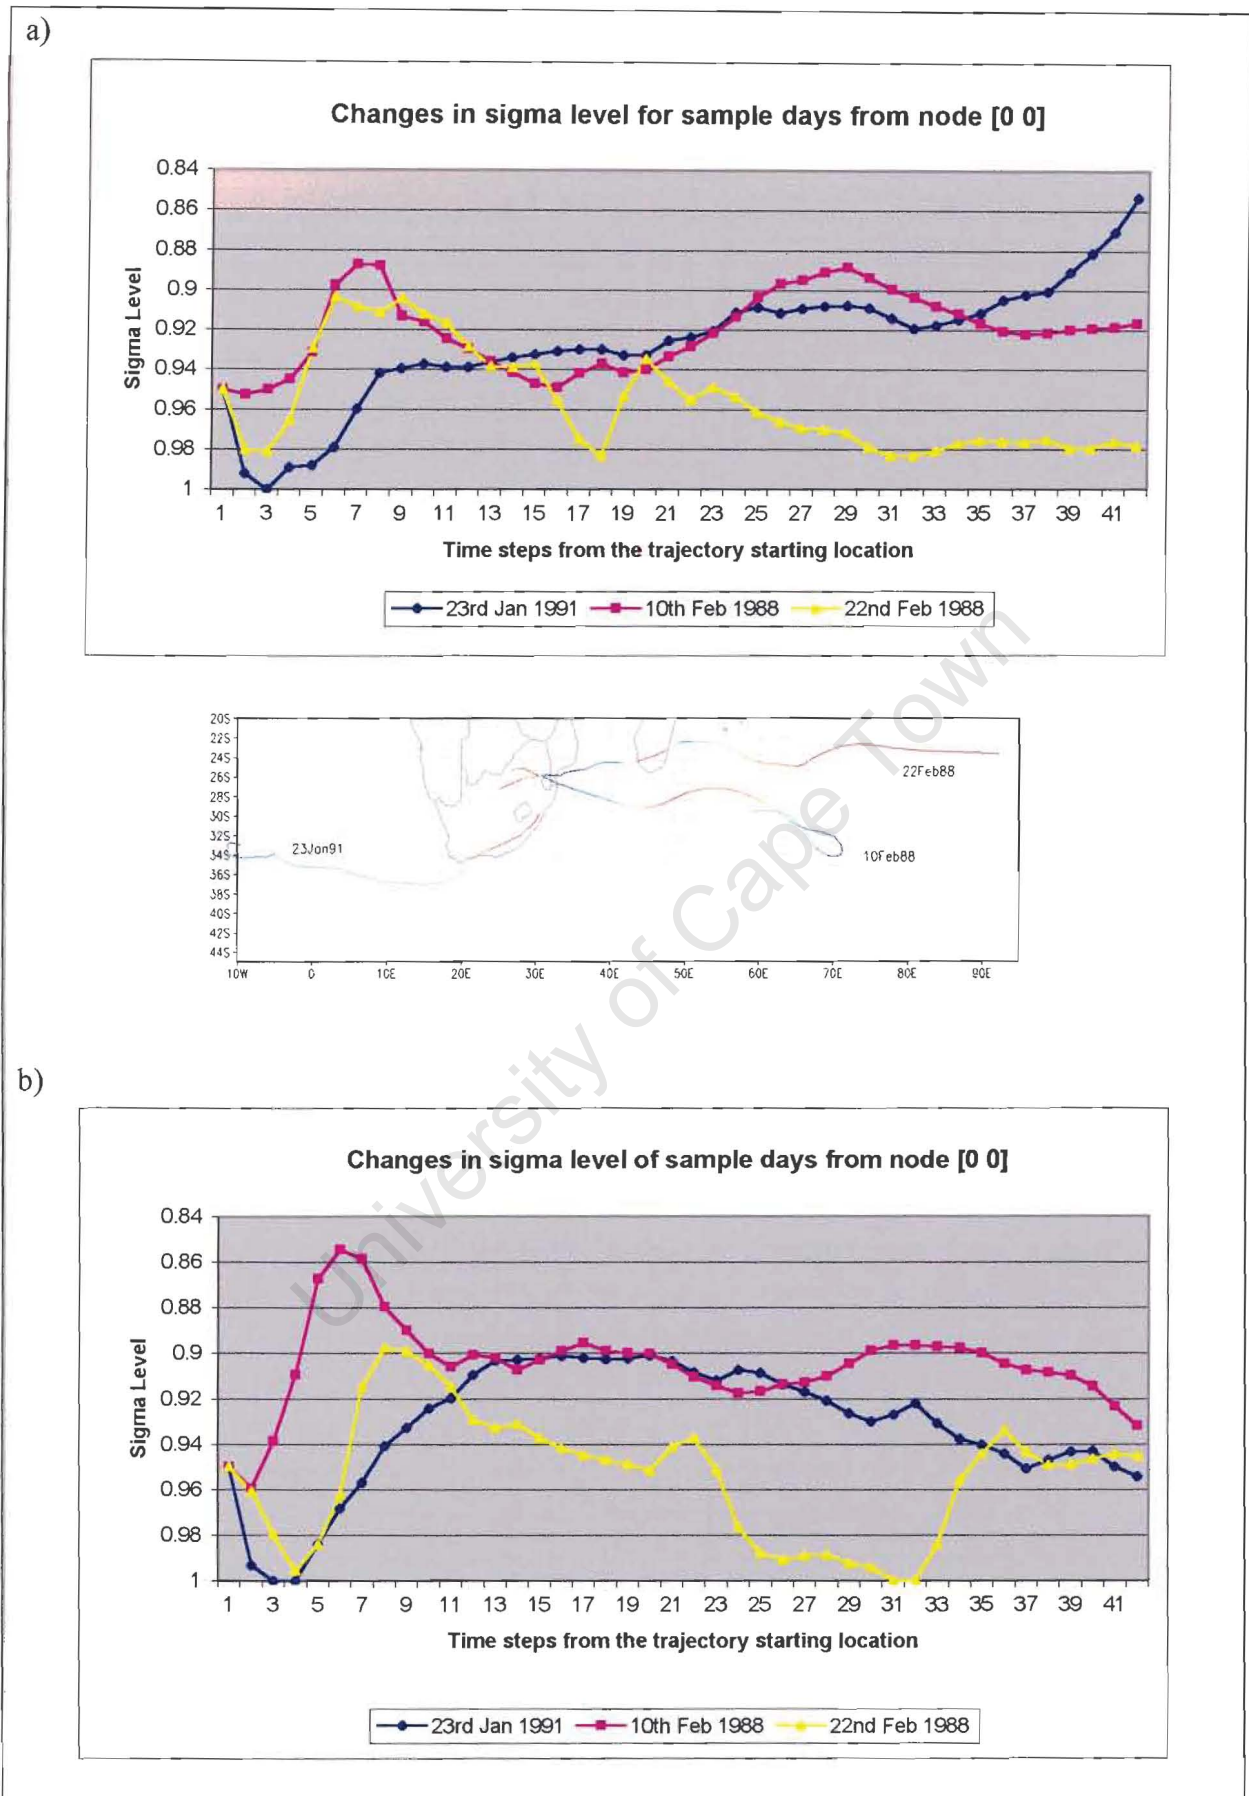 a)
Changes in sigma level for sample days from node [0 0]
0.84
0.86
0.88
0.9
0.92
0.94
0.96
0.98
1
Sigma Level
1 3 5 7 9 11 13 15 17 19 21 23 25 27 29 31 33 35 37 39 41
Time steps from the trajectory starting location
23rd Jan 1991 10th Feb 1988 22nd Feb 1988
20S
22S
24S
26S
28S
30S
32S
34S
36S
38S
40S
42S
44S
22Feb88
23Jan91
10Feb88
10W 0 10E 20E 30E 40E 50E 60E 70E 80E 90E
b)
Changes in sigma level of sample days from node [0 0]
0.84
0.86
0.88
0.9
0.92
0.94
0.96
0.98
1
Sigma Level
1 3 5 7 9 11 13 15 17 19 21 23 25 27 29 31 33 35 37 39 41
Time steps from the trajectory starting location
23rd Jan 1991 10th Feb 1988 22nd Feb 1988
University of Cape Town